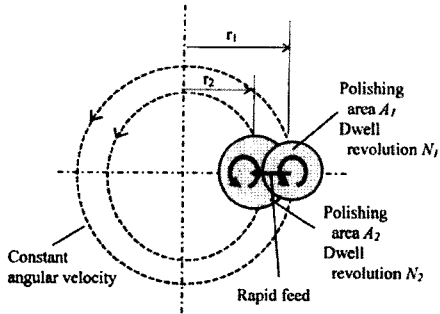 r₁
r₂
Polishing
area A₁
Dwell
revolution N₁
Polishing
area A₂
Dwell
revolution N₂
Constant
angular velocity
Rapid feed